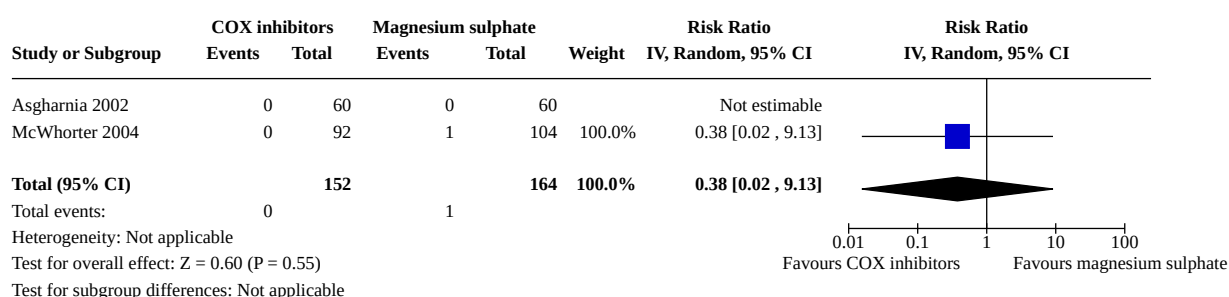 COX inhibitors Magnesium sulphate Risk Ratio Risk Ratio
Study or Subgroup Events Total Events Total Weight IV, Random, 95% CI IV, Random, 95% CI
Asgharnia 2002 0 60 0 60 Not estimable
McWhorter 2004 0 92 1 104 100.0% 0.38 [0.02 , 9.13]
Total (95% CI) 152 164 100.0% 0.38 [0.02 , 9.13]
Total events: 0 1
Heterogeneity: Not applicable
0.01 0.1 1 10 100
Test for overall effect: Z = 0.60 (P = 0.55) Favours COX inhibitors Favours magnesium sulphate
Test for subgroup differences: Not applicable